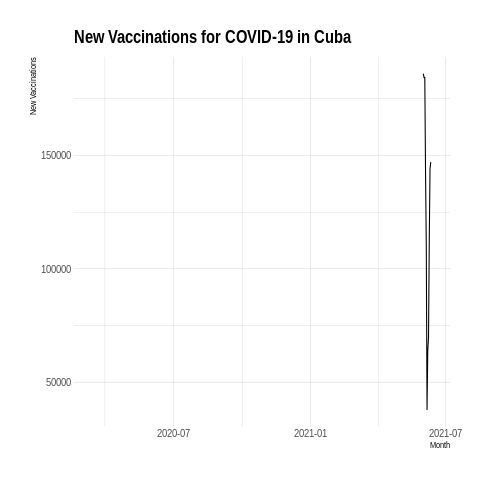 New Vaccinations for COVID-19 in Cuba
New Vaccinations
150000
100000
50000
2020-07
2021-01
2021-07
Month